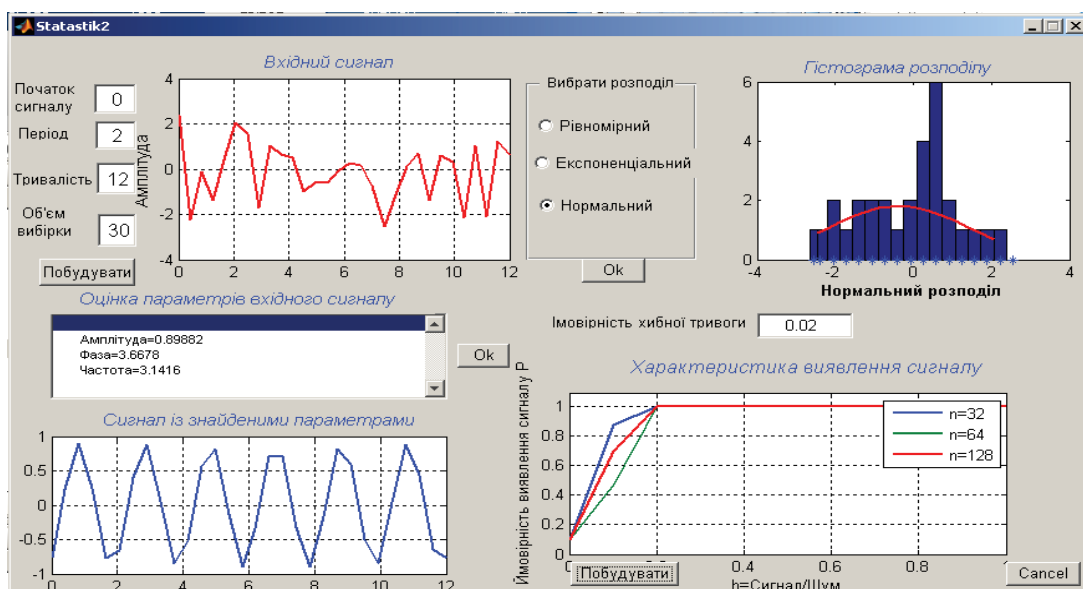 Statastik2
Вхідний сигнал
Початок
сигналу
0
Період
2
Тривалість
12
Об'єм
вибірки
30
Побудувати
Амплітуда
4
2
0
-2
-4
0 2 4 6 8 10 12
Вибрати розподіл
Рівномірний
Експоненціальний
Нормальний
Ok
Гістограма розподілу
6
4
2
0
-4 -2 0 2 4
Нормальний розподіл
Оцінка параметрів вхідного сигналу
Амплітуда=0.89882
Фаза=3.6678
Частота=3.1416
Ok
Імовірність хибної тривоги
0.02
Сигнал із знайденими параметрами
1
0.5
0
-0.5
-1
0 2 4 6 8 10 12
Характеристика виявлення сигналу
Ймовірність виявлення сигналу P
1
0.8
0.6
0.4
0.2
0
0.4 0.6 0.8
n=32
n=64
n=128
Побудувати
h=Сигнал/Шум
Cancel